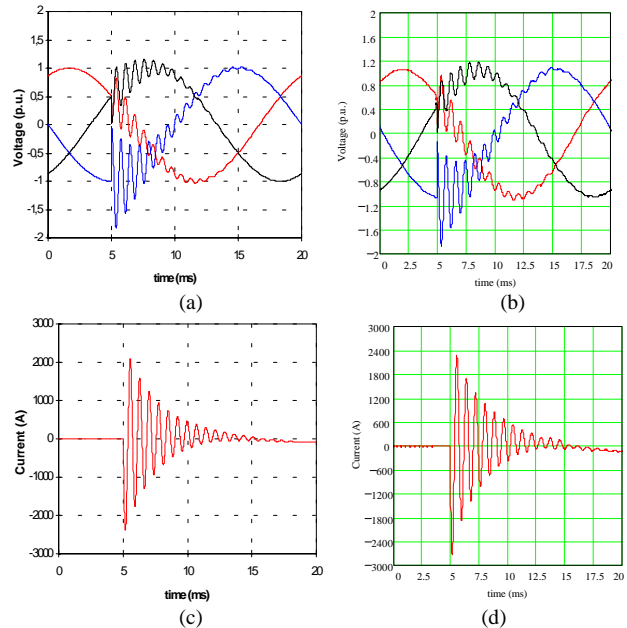 2
1.5
1
0.5
0
-0.5
-1
-1.5
-2
Voltage (p.u.)
0 5 10 15 20
time (ms)
(a)
2
1.6
1.2
0.8
0.4
0
−0.4
−0.8
−1.2
−1.6
2
Voltage (p.u.)
0 2.5 5 7.5 10 12.5 15 17.5 20
time (ms)
(b)
3000
2000
1000
0
-1000
-2000
-3000
Current (A)
0 5 10 15 20
time (ms)
(c)
3000
2400
1800
1200
600
0
−600
−1200
−1800
−2400
−3000
Current (A)
0 2.5 5 7.5 10 12.5 15 17.5 20
time (ms)
(d)